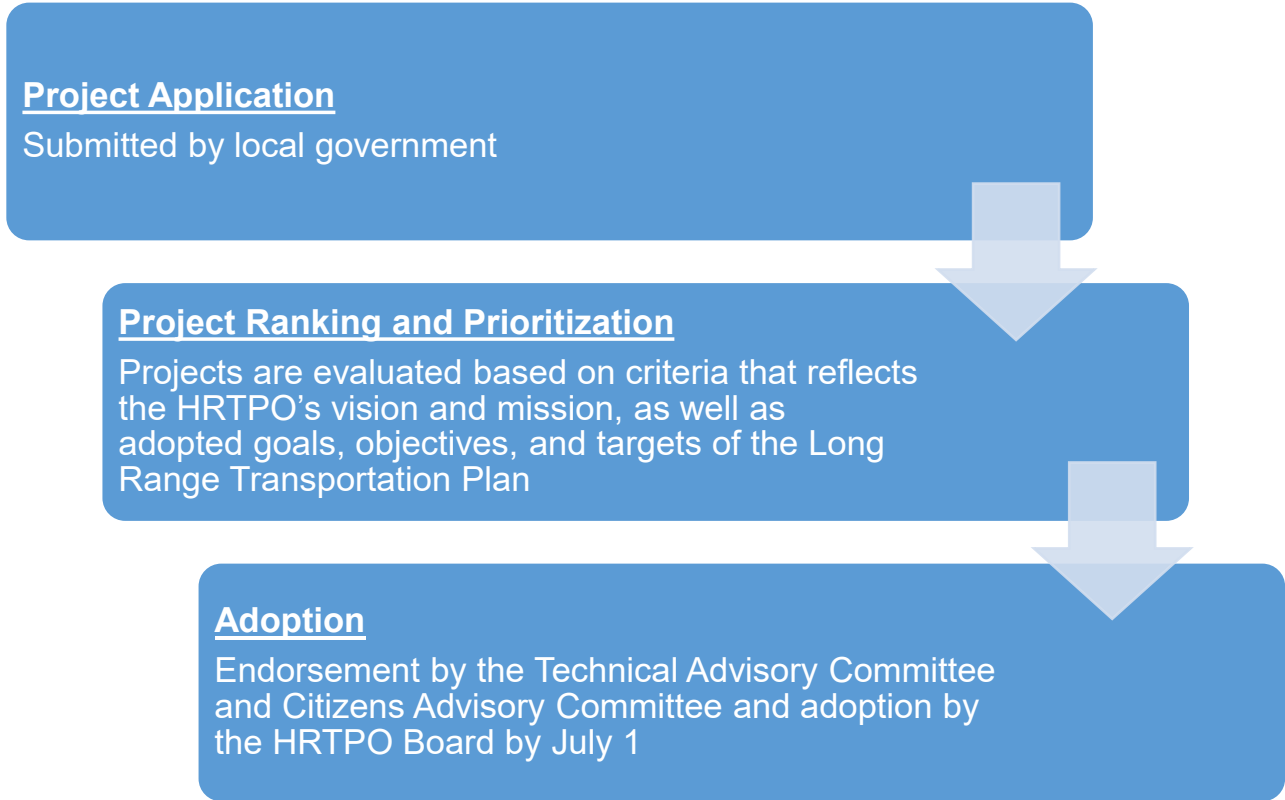 Project Application
Submitted by local government
Project Ranking and Prioritization
Projects are evaluated based on criteria that reflects
the HRTPO’s vision and mission, as well as
adopted goals, objectives, and targets of the Long
Range Transportation Plan
Adoption
Endorsement by the Technical Advisory Committee
and Citizens Advisory Committee and adoption by
the HRTPO Board by July 1